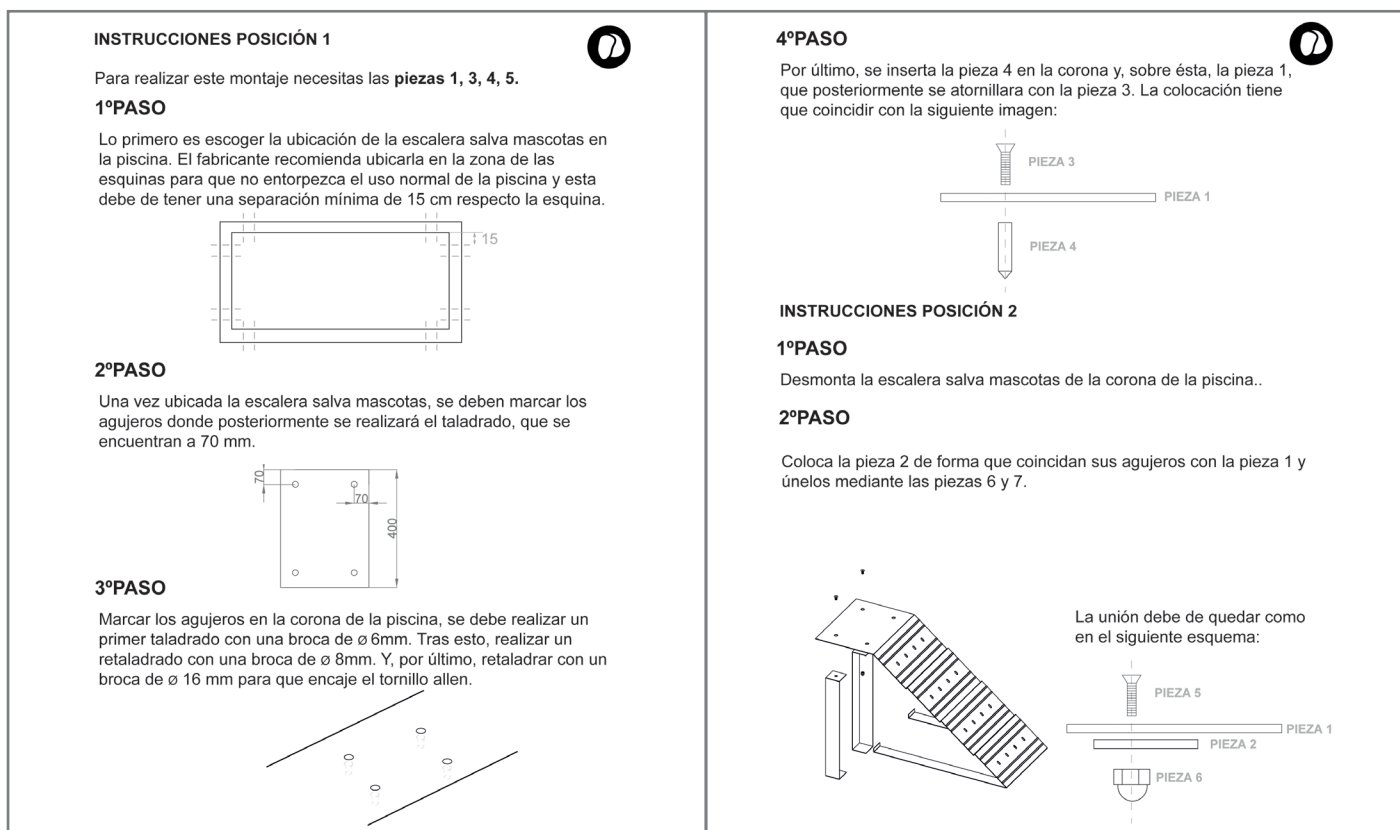 INSTRUCCIONES POSICIÓN 1
Para realizar este montaje necesitas las piezas 1, 3, 4, 5.
1ºPASO
Lo primero es escoger la ubicación de la escalera salva mascotas en
la piscina. El fabricante recomienda ubicarla en la zona de las
esquinas para que no entorpezca el uso normal de la piscina y esta
debe de tener una separación mínima de 15 cm respecto la esquina.
15
2ºPASO
Una vez ubicada la escalera salva mascotas, se deben marcar los
agujeros donde posteriormente se realizará el taladrado, que se
encuentran a 70 mm.
70
70
400
3ºPASO
Marcar los agujeros en la corona de la piscina, se debe realizar un
primer taladrado con una broca de ⌀ 6mm. Tras esto, realizar un
retaladrado con una broca de ⌀ 8mm. Y, por último, retaladrar con un
broca de ⌀ 16 mm para que encaje el tornillo allen.
4ºPASO
Por último, se inserta la pieza 4 en la corona y, sobre ésta, la pieza 1,
que posteriormente se atornillara con la pieza 3. La colocación tiene
que coincidir con la siguiente imagen:
PIEZA 3
PIEZA 1
PIEZA 4
INSTRUCCIONES POSICIÓN 2
1ºPASO
Desmonta la escalera salva mascotas de la corona de la piscina..
2ºPASO
Coloca la pieza 2 de forma que coincidan sus agujeros con la pieza 1 y
únelos mediante las piezas 6 y 7.
La unión debe de quedar como
en el siguiente esquema:
PIEZA 5
PIEZA 1
PIEZA 2
PIEZA 6